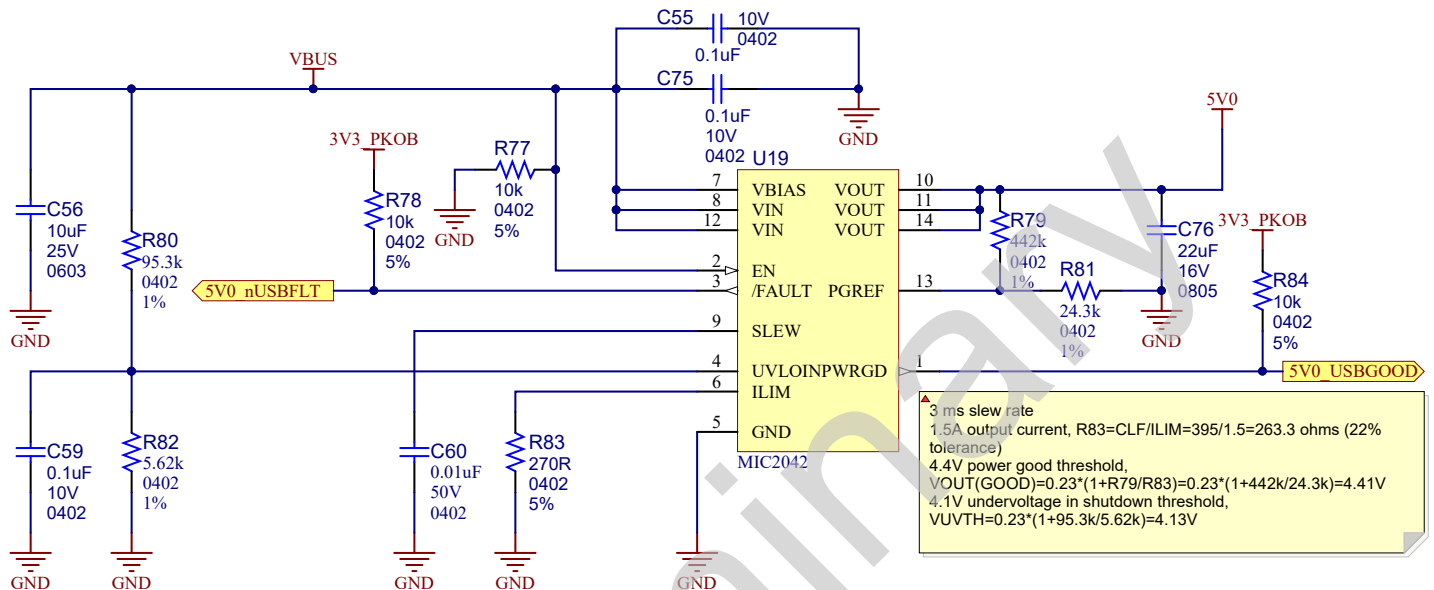 C55
10V
0402
0.1uF
VBUS
C75
0.1uF
10V
0402
GND
5V0
3V3_PKOB
R77
10k
0402
5%
GND
R78
10k
0402
5%
U19
7
VBIAS
VOUT
10
8
VIN
VOUT
11
12
VIN
VOUT
14
2
EN
3
/FAULT
PGREF
13
9
SLEW
4
UVLOIN
PWRGD
1
6
ILIM
5
GND
MIC2042
C56
10uF
25V
0603
GND
R80
95.3k
0402
1%
5V0_nUSBFLT
R79
442k
0402
1%
R81
24.3k
0402
1%
C76
22uF
16V
0805
GND
3V3_PKOB
R84
10k
0402
5%
5V0_USBGOOD
C59
0.1uF
10V
0402
GND
R82
5.62k
0402
1%
GND
C60
0.01uF
50V
0402
GND
R83
270R
0402
5%
GND
GND
3 ms slew rate
1.5A output current, R83=CLF/ILIM=395/1.5=263.3 ohms (22%
tolerance)
4.4V power good threshold,
VOUT(GOOD)=0.23*(1+R79/R83)=0.23*(1+442k/24.3k)=4.41V
4.1V undervoltage in shutdown threshold,
VUVTH=0.23*(1+95.3k/5.62k)=4.13V
minary